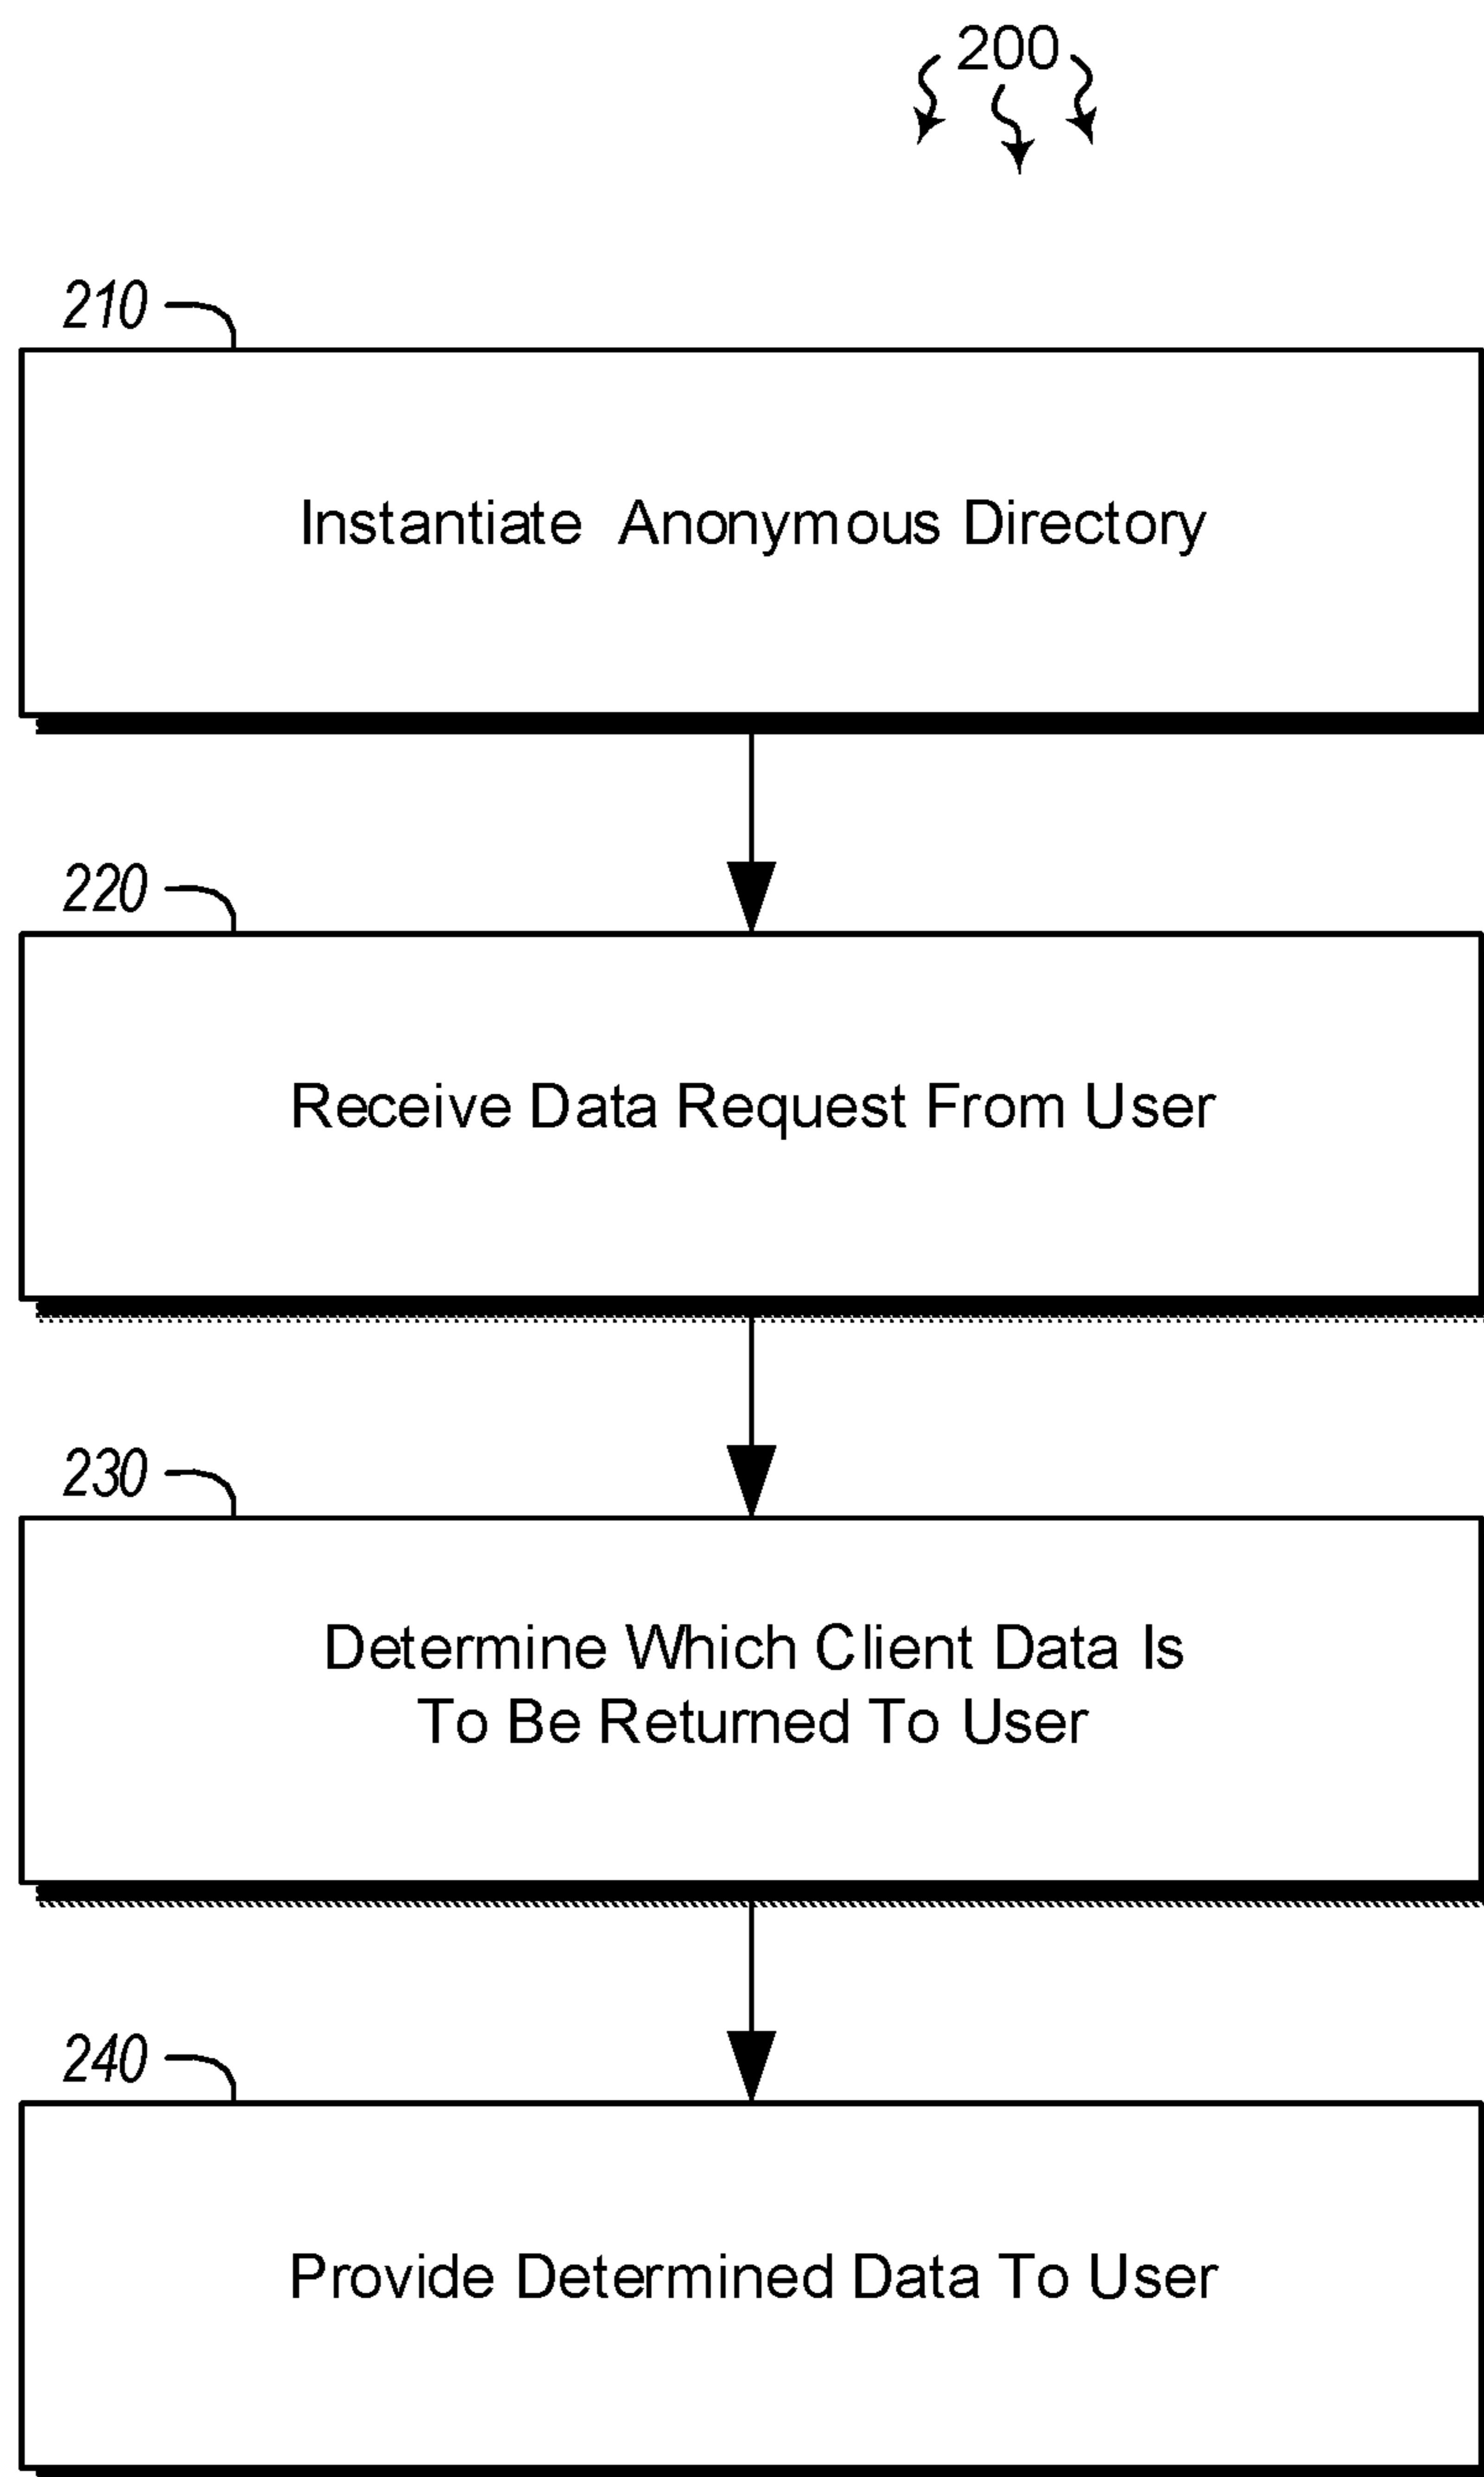 200
210
Instantiate  Anonymous Directory
220
Receive Data Request From User
230
Determine Which Client Data Is
To Be Returned To User
240
Provide Determined Data To User